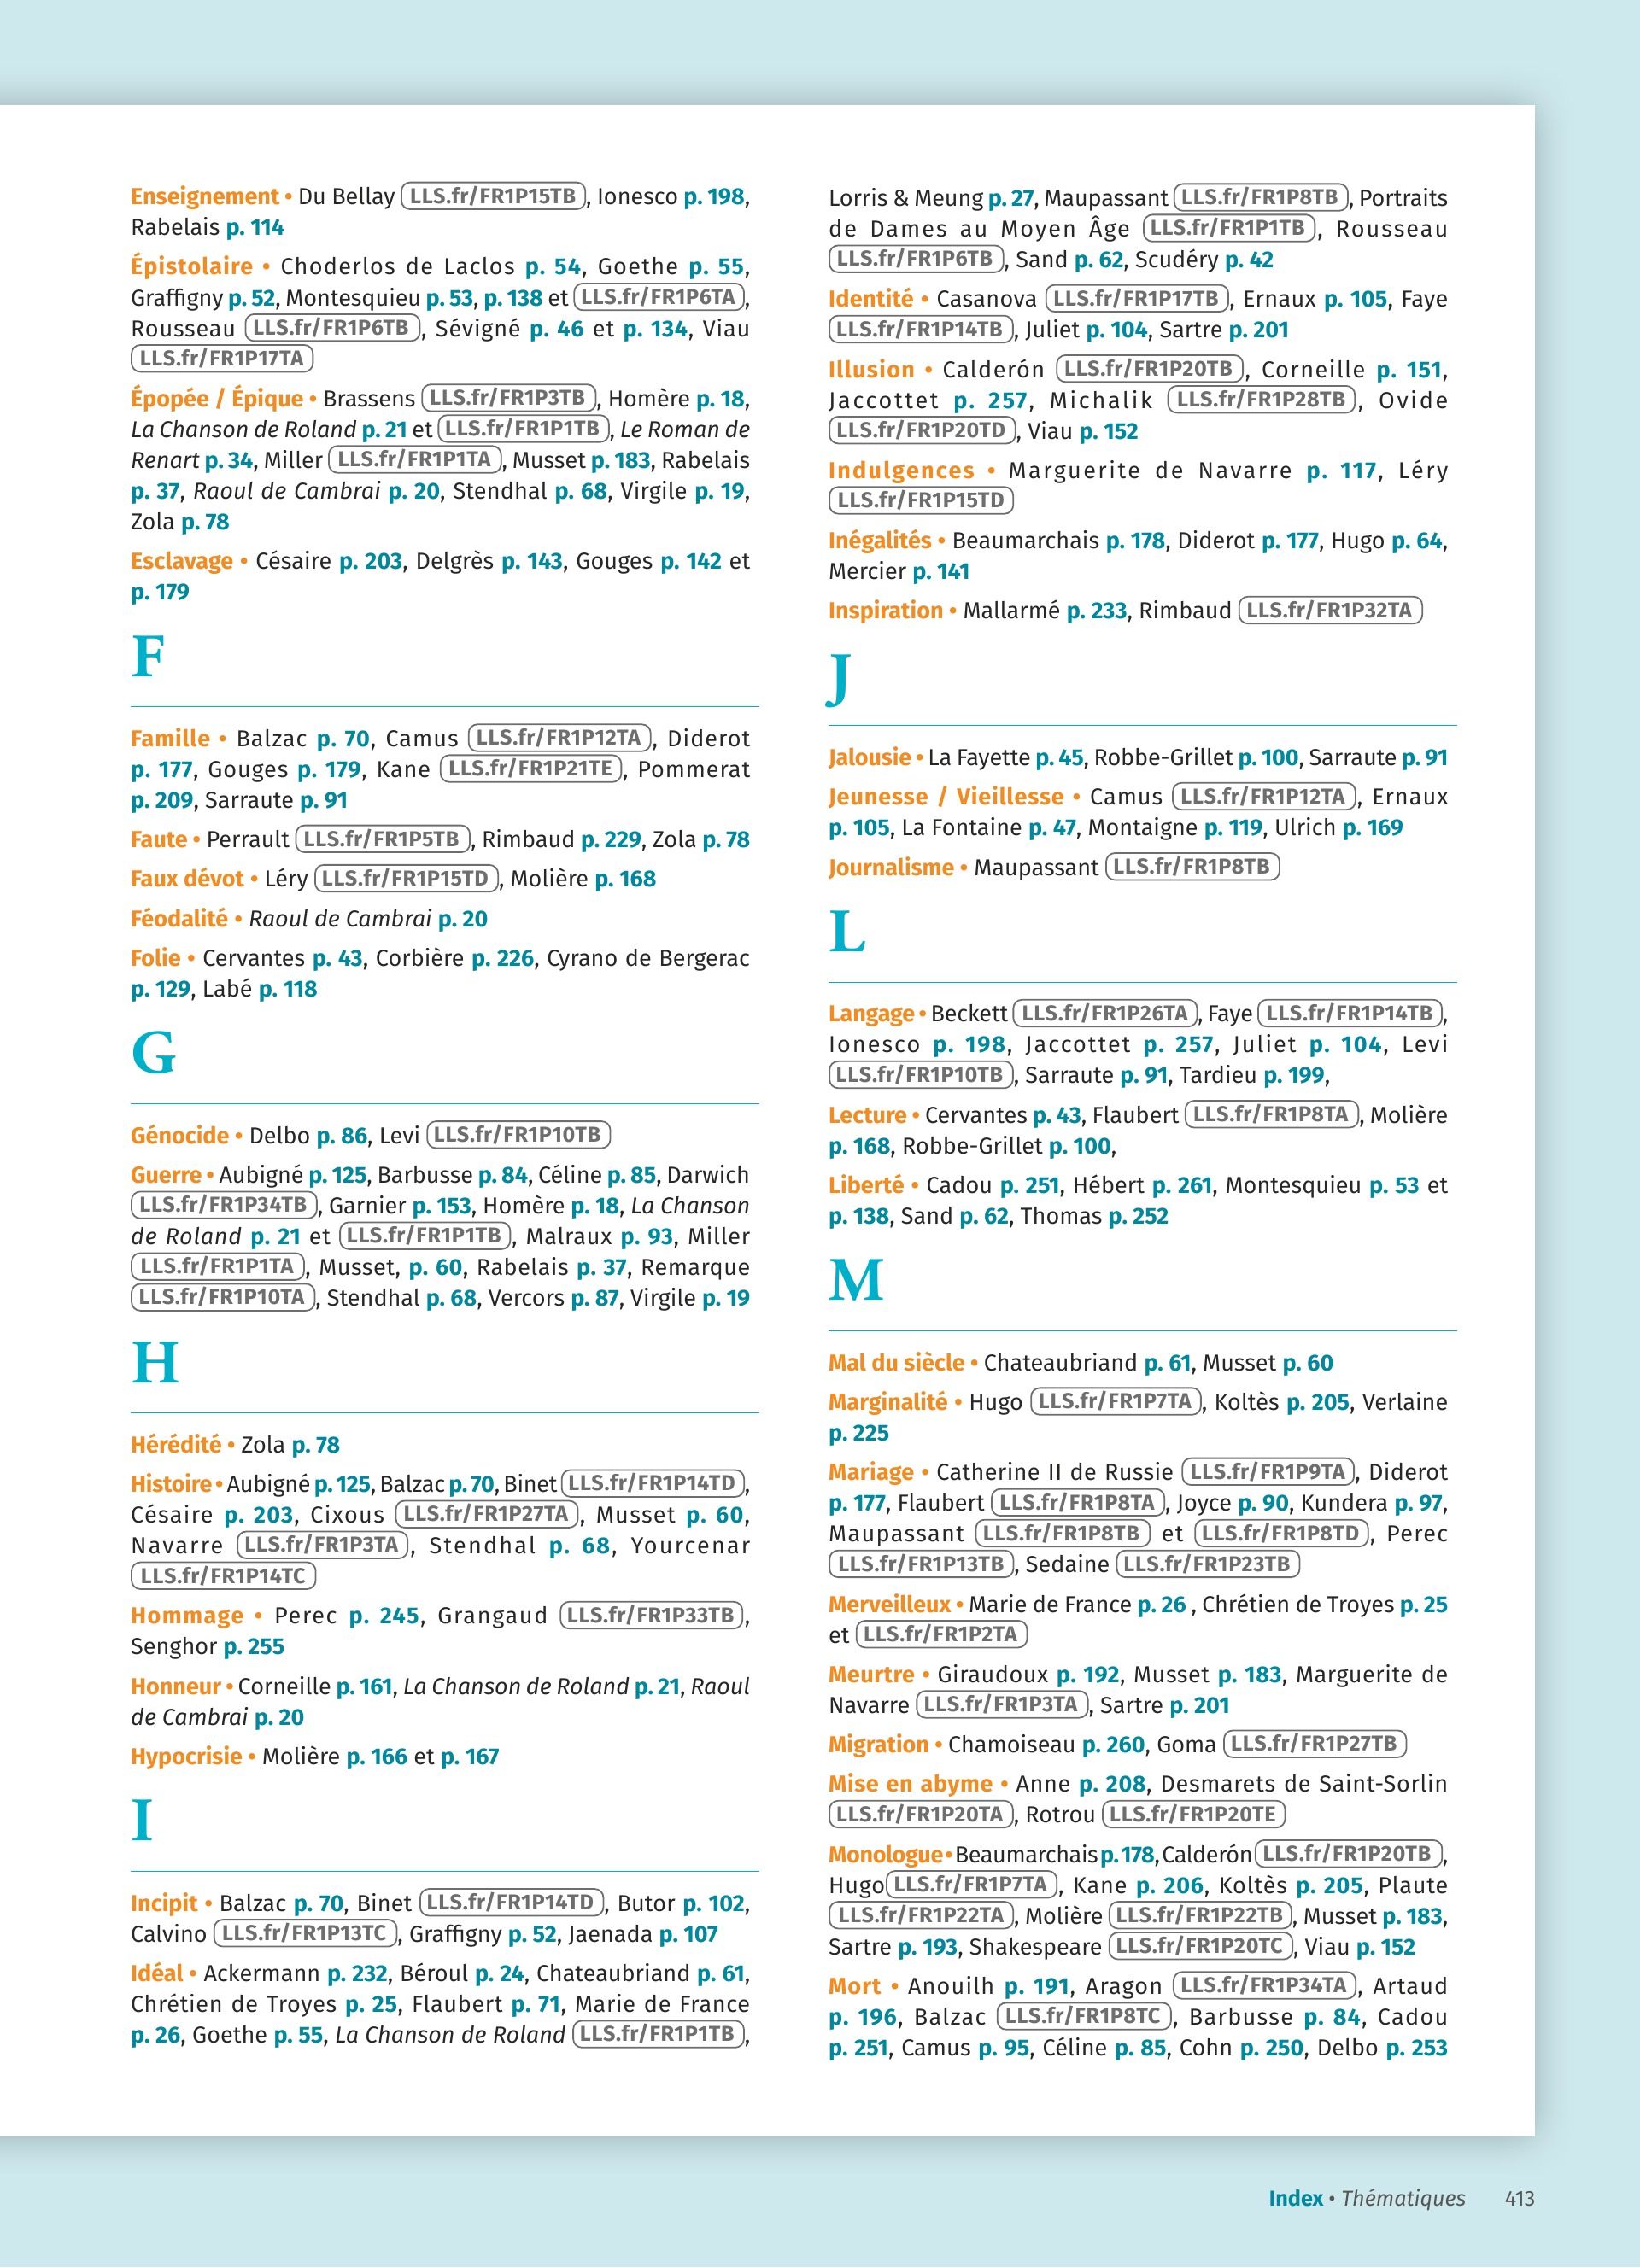 Enseignement • Du Bellay LLS.fr/FR1P15TB, Ionesco p. 198,
Rabelais p. 114
Épistolaire • Choderlos de Laclos p. 54, Goethe p. 55,
Graffigny p. 52, Montesquieu p. 53, p. 138 et LLS.fr/FR1P6TA,
Rousseau LLS.fr/FR1P6TB, Sévigné p. 46 et p. 134, Viau
LLS.fr/FR1P17TA
Épopée / Épique • Brassens LLS.fr/FR1P3TB, Homère p. 18,
La Chanson de Roland p. 21 et LLS.fr/FR1P1TB, Le Roman de
Renart p. 34, Miller LLS.fr/FR1P1TA, Musset p. 183, Rabelais
p. 37, Raoul de Cambrai p. 20, Stendhal p. 68, Virgile p. 19,
Zola p. 78
Esclavage • Césaire p. 203, Delgrès p. 143, Gouges p. 142 et
p. 179
F
Famille • Balzac p. 70, Camus LLS.fr/FR1P12TA, Diderot
p. 177, Gouges p. 179, Kane LLS.fr/FR1P21TE, Pommerat
p. 209, Sarraute p. 91
Faute • Perrault LLS.fr/FR1P5TB, Rimbaud p. 229, Zola p. 78
Faux dévot • Léry LLS.fr/FR1P15TD, Molière p. 168
Féodalité • Raoul de Cambrai p. 20
Folie • Cervantes p. 43, Corbière p. 226, Cyrano de Bergerac
p. 129, Labé p. 118
G
Génocide • Delbo p. 86, Levi LLS.fr/FR1P10TB
Guerre • Aubigné p. 125, Barbusse p. 84, Céline p. 85, Darwich
LLS.fr/FR1P34TB, Garnier p. 153, Homère p. 18, La Chanson
de Roland p. 21 et LLS.fr/FR1P1TB, Malraux p. 93, Miller
LLS.fr/FR1P1TA, Musset, p. 60, Rabelais p. 37, Remarque
LLS.fr/FR1P10TA, Stendhal p. 68, Vercors p. 87, Virgile p. 19
H
Hérédité • Zola p. 78
Histoire • Aubigné p. 125, Balzac p. 70, Binet LLS.fr/FR1P14TD,
Césaire p. 203, Cixous LLS.fr/FR1P27TA, Musset p. 60,
Navarre LLS.fr/FR1P3TA, Stendhal p. 68, Yourcenar
LLS.fr/FR1P14TC
Hommage • Perec p. 245, Grangaud LLS.fr/FR1P33TB,
Senghor p. 255
Honneur • Corneille p. 161, La Chanson de Roland p. 21, Raoul
de Cambrai p. 20
Hypocrisie • Molière p. 166 et p. 167
I
Incipit • Balzac p. 70, Binet LLS.fr/FR1P14TD, Butor p. 102,
Calvino LLS.fr/FR1P13TC, Graffigny p. 52, Jaenada p. 107
Idéal • Ackermann p. 232, Béroul p. 24, Chateaubriand p. 61,
Chrétien de Troyes p. 25, Flaubert p. 71, Marie de France
p. 26, Goethe p. 55, La Chanson de Roland LLS.fr/FR1P1TB,
Lorris & Meung p. 27, Maupassant LLS.fr/FR1P8TB, Portraits
de Dames au Moyen Âge LLS.fr/FR1P1TB, Rousseau
LLS.fr/FR1P6TB, Sand p. 62, Scudéry p. 42
Identité • Casanova LLS.fr/FR1P17TB, Ernaux p. 105, Faye
LLS.fr/FR1P14TB, Juliet p. 104, Sartre p. 201
Illusion • Calderón LLS.fr/FR1P20TB, Corneille p. 151,
Jaccottet p. 257, Michalik LLS.fr/FR1P28TB, Ovide
LLS.fr/FR1P20TD, Viau p. 152
Indulgences • Marguerite de Navarre p. 117, Léry
LLS.fr/FR1P15TD
Inégalités • Beaumarchais p. 178, Diderot p. 177, Hugo p. 64,
Mercier p. 141
Inspiration • Mallarmé p. 233, Rimbaud LLS.fr/FR1P32TA
J
Jalousie • La Fayette p. 45, Robbe-Grillet p. 100, Sarraute p. 91
Jeunesse / Vieillesse • Camus LLS.fr/FR1P12TA, Ernaux
p. 105, La Fontaine p. 47, Montaigne p. 119, Ulrich p. 169
Journalisme • Maupassant LLS.fr/FR1P8TB
L
Langage • Beckett LLS.fr/FR1P26TA, Faye LLS.fr/FR1P14TB,
Ionesco p. 198, Jaccottet p. 257, Juliet p. 104, Levi
LLS.fr/FR1P10TB, Sarraute p. 91, Tardieu p. 199,
Lecture • Cervantes p. 43, Flaubert LLS.fr/FR1P8TA, Molière
p. 168, Robbe-Grillet p. 100,
Liberté • Cadou p. 251, Hébert p. 261, Montesquieu p. 53 et
p. 138, Sand p. 62, Thomas p. 252
M
Mal du siècle • Chateaubriand p. 61, Musset p. 60
Marginalité • Hugo LLS.fr/FR1P7TA, Koltès p. 205, Verlaine
p. 225
Mariage • Catherine II de Russie LLS.fr/FR1P9TA, Diderot
p. 177, Flaubert LLS.fr/FR1P8TA, Joyce p. 90, Kundera p. 97,
Maupassant LLS.fr/FR1P8TB et LLS.fr/FR1P8TD, Perec
LLS.fr/FR1P13TB, Sedaine LLS.fr/FR1P23TB
Merveilleux • Marie de France p. 26 , Chrétien de Troyes p. 25
et LLS.fr/FR1P2TA
Meurtre • Giraudoux p. 192, Musset p. 183, Marguerite de
Navarre LLS.fr/FR1P3TA, Sartre p. 201
Migration • Chamoiseau p. 260, Goma LLS.fr/FR1P27TB
Mise en abyme • Anne p. 208, Desmarets de Saint-Sorlin
LLS.fr/FR1P20TA, Rotrou LLS.fr/FR1P20TE
Monologue • Beaumarchais p. 178, Calderón LLS.fr/FR1P20TB,
Hugo LLS.fr/FR1P7TA, Kane p. 206, Koltès p. 205, Plaute
LLS.fr/FR1P22TA, Molière LLS.fr/FR1P22TB, Musset p. 183,
Sartre p. 193, Shakespeare LLS.fr/FR1P20TC, Viau p. 152
Mort • Anouilh p. 191, Aragon LLS.fr/FR1P34TA, Artaud
p. 196, Balzac LLS.fr/FR1P8TC, Barbusse p. 84, Cadou
p. 251, Camus p. 95, Céline p. 85, Cohn p. 250, Delbo p. 253
Index • Thématiques 413